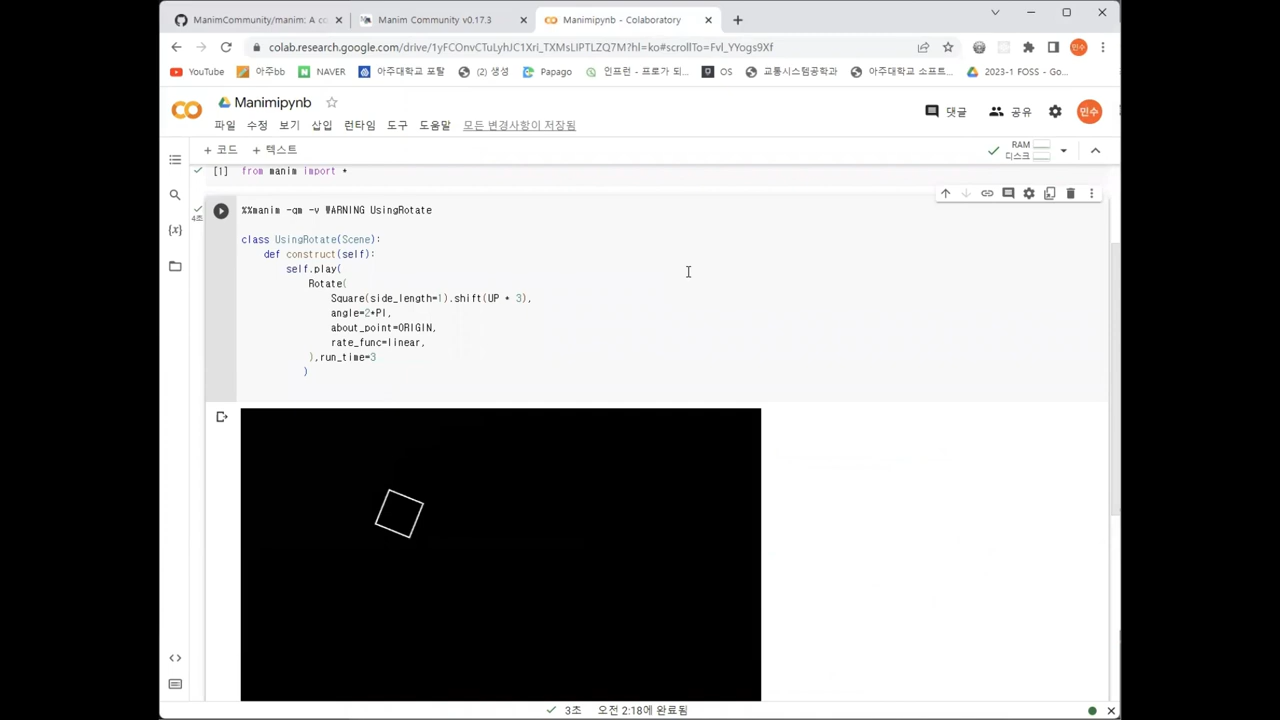 ManimCommunity/manim: A co
Manim Community v0.17.3
Manimipynb - Colaboratory
colab.research.google.com/drive/1yFCOnvCTuLyhJC1XrI_TXMsLIPTLZQ7M?hl=ko#scrollTo=FvI_YYogs9Xf
민수
YouTube
아주bb
NAVER
아주대학교 포탈
(2) 생성
Papago
인프런 - 프로가 되...
OS
교통시스템공학과
아주대학교 소프트...
2023-1 FOSS - Go...
Manimipynb
댓글
공유
민수
파일 수정 보기 삽입 런타임 도구 도움말 모든 변경사항이 저장됨
+ 코드 + 텍스트
RAM
디스크
[1] from manim import *
4초
%%manim -qm -v WARNING UsingRotate
class UsingRotate(Scene):
def construct(self):
self.play(
Rotate(
Square(side_length=1).shift(UP * 3),
angle=2*PI,
about_point=ORIGIN,
rate_func=linear,
),run_time=3
)
3초 오전 2:18에 완료됨